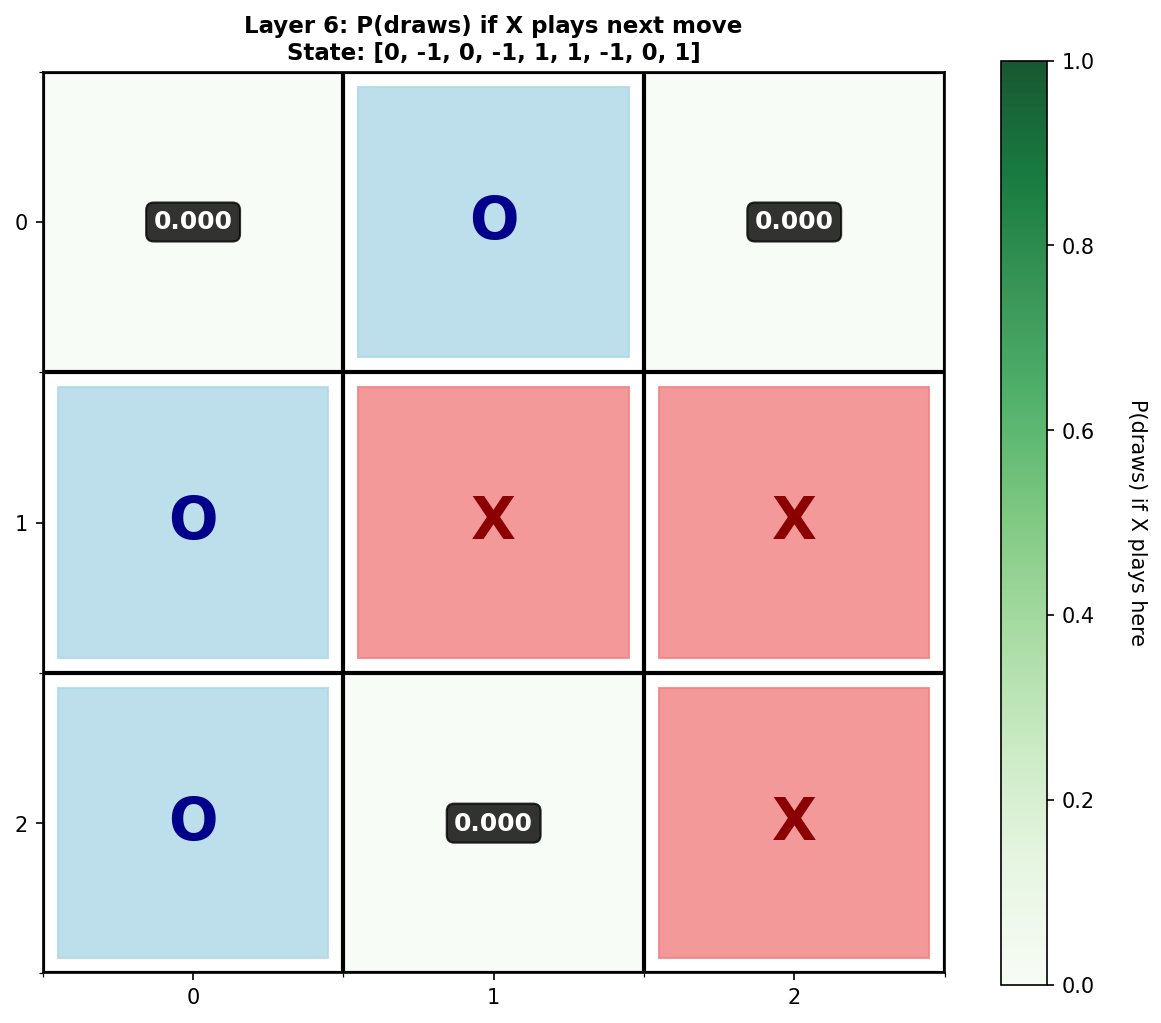 Layer 6: P(draws) if X plays next move
State: [0, -1, 0, -1, 1, 1, -1, 0, 1]
0
0.000
O
0.000
1
O
X
X
2
O
0.000
X
0
1
2
1.0
0.8
0.6
0.4
0.2
0.0
P(draws) if X plays here